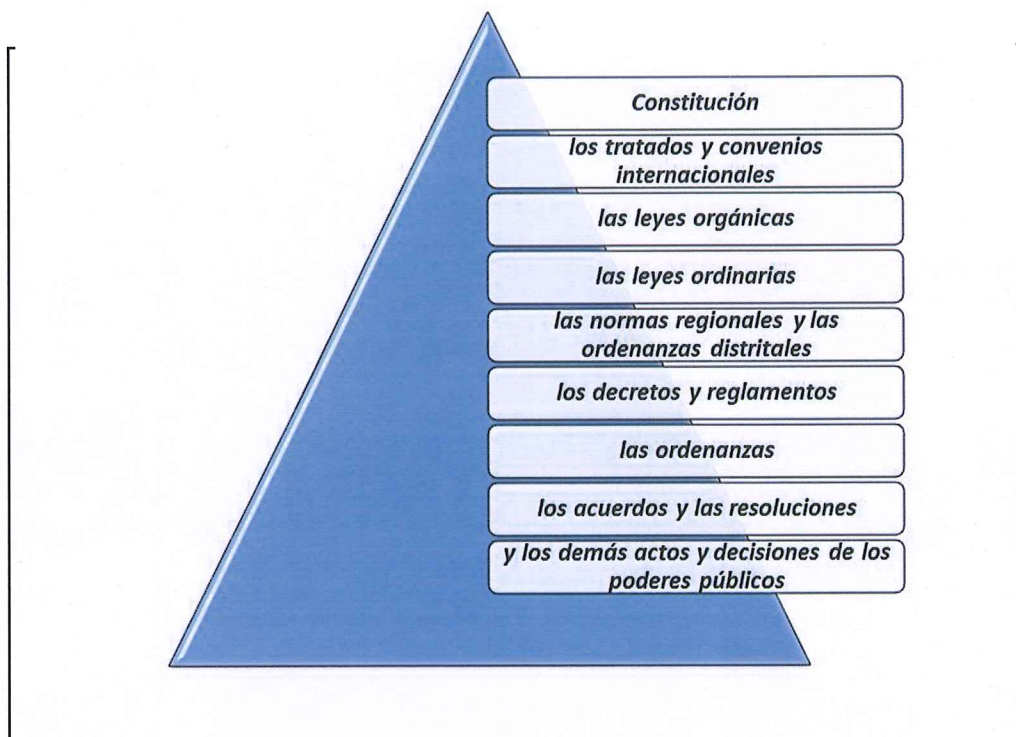 Constitución
los tratados y convenios
internacionales
las leyes orgánicas
las leyes ordinarias
las normas regionales y las
ordenanzas distritales
los decretos y reglamentos
las ordenanzas
los acuerdos y las resoluciones
y los demás actos y decisiones de los
poderes públicos